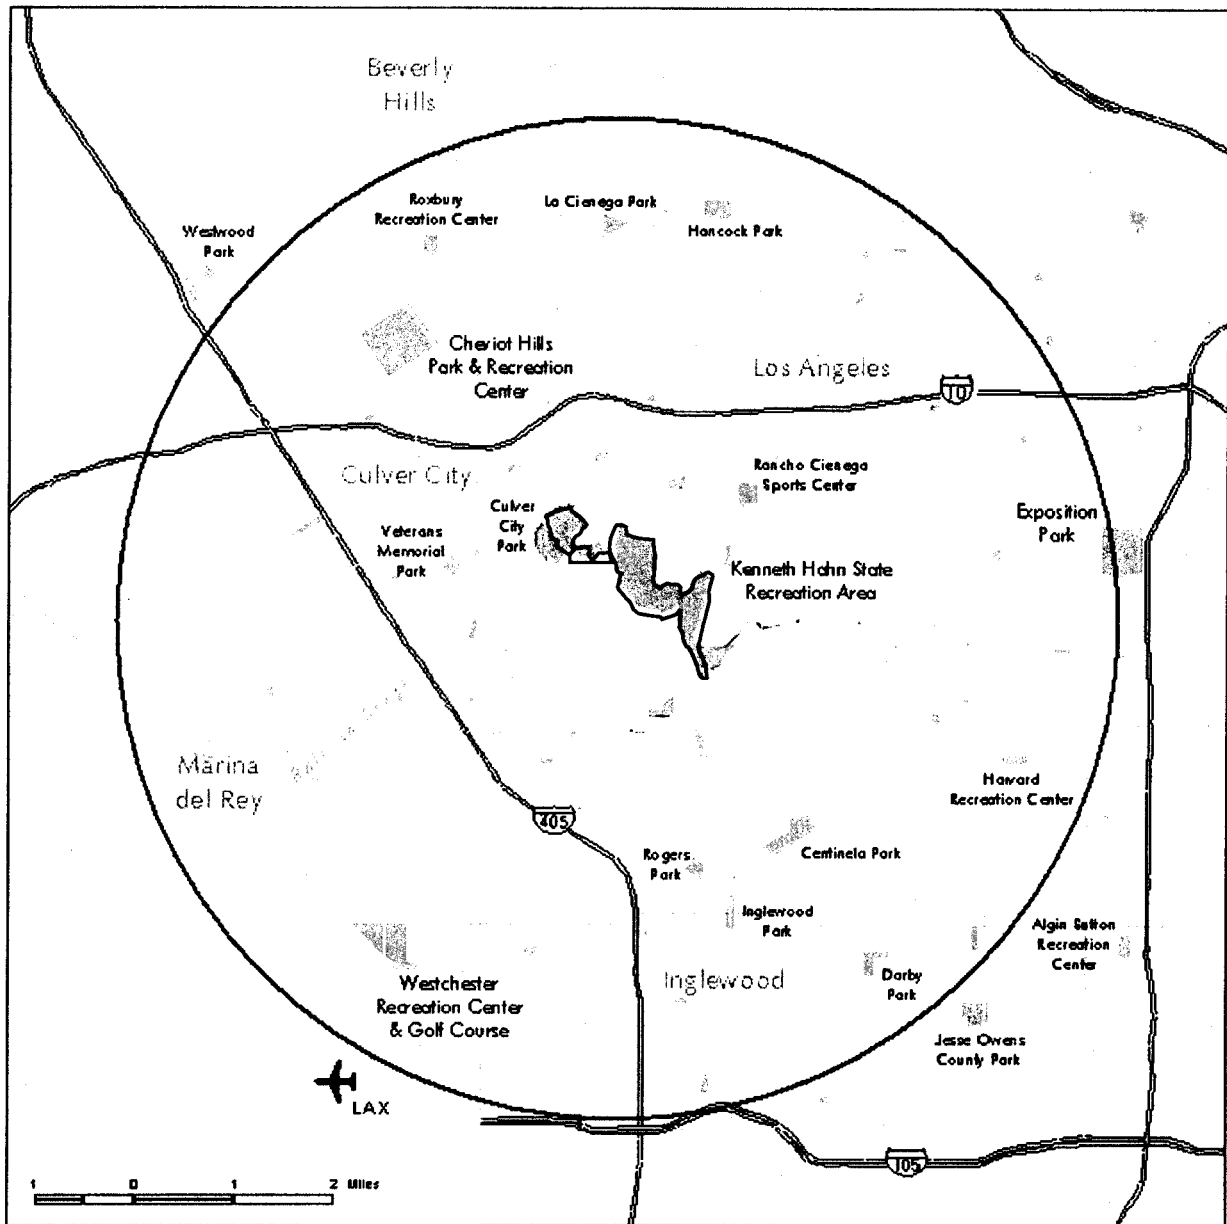 Beverly
Hills
Roxbury
Recreation Center
La Cienega Park
Hancock Park
Westwood
Park
Cheviot Hills
Park & Recreation
Center
Los Angeles
10
Culver City
Rancho Cienega
Sports Center
Culver
City
Park
Exposition
Park
Veterans
Memorial
Park
Kenneth Hahn State
Recreation Area
Marina
del Rey
Harvard
Recreation Center
405
Rogers
Park
Centinela Park
Inglewood
Park
Algin Sutton
Recreation
Center
Inglewood
Darby
Park
Westchester
Recreation Center
& Golf Course
Jesse Owens
County Park
LAX
105
1 0 1 2 Miles